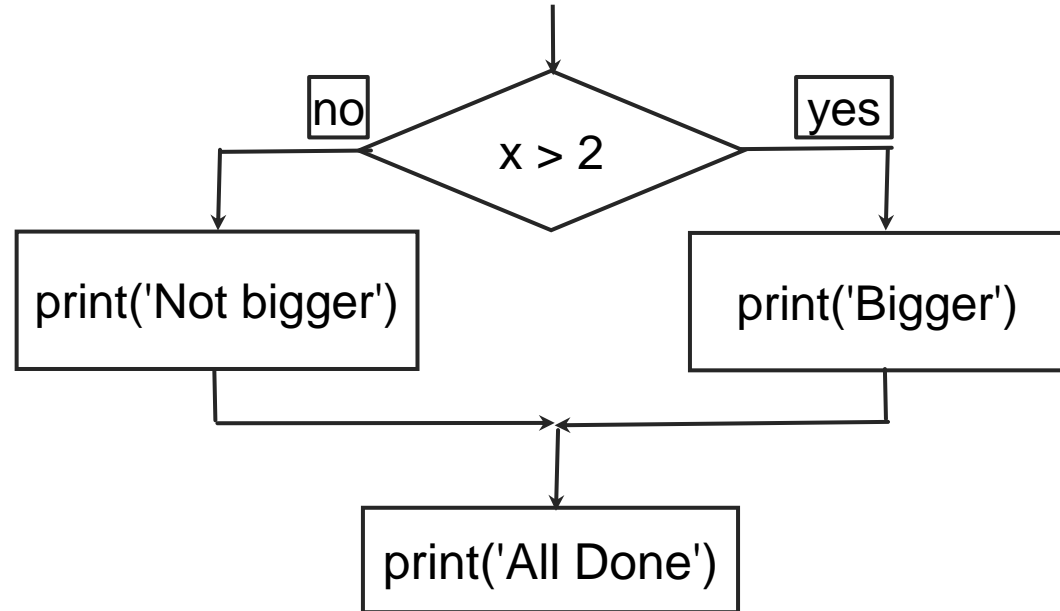 no
yes
x > 2
print('Not bigger')
print('Bigger')
print('All Done')